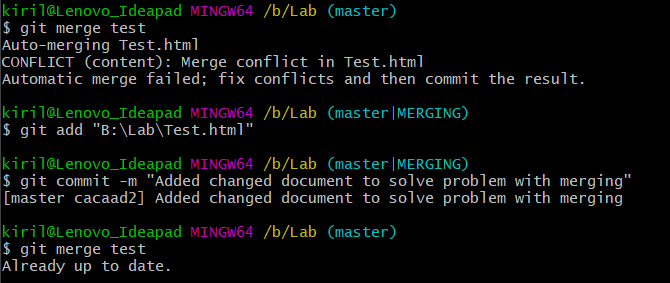 kiril@Lenovo_Ideapad MINGW64 /b/Lab (master)
$ git merge test
Auto-merging Test.html
CONFLICT (content): Merge conflict in Test.html
Automatic merge failed; fix conflicts and then commit the result.
kiril@Lenovo_Ideapad MINGW64 /b/Lab (master|MERGING)
$ git add "B:\Lab\Test.html"
kiril@Lenovo_Ideapad MINGW64 /b/Lab (master|MERGING)
$ git commit -m "Added changed document to solve problem with merging"
[master cacaad2] Added changed document to solve problem with merging
kiril@Lenovo_Ideapad MINGW64 /b/Lab (master)
$ git merge test
Already up to date.